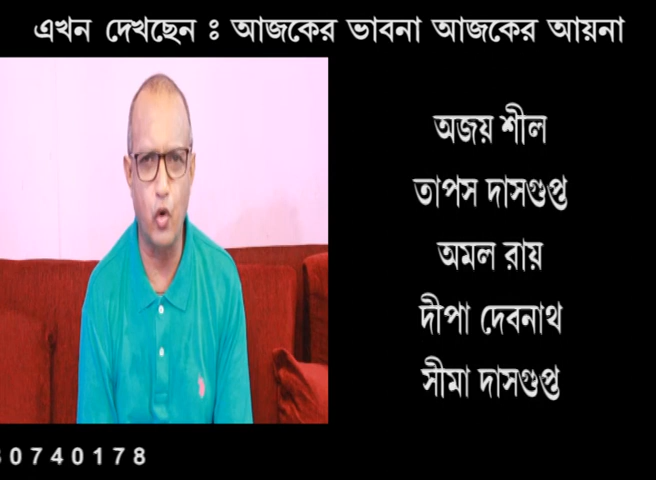 এখন দেখছেন ঃ আজকের ভাবনা আজকের আয়না
অজয় শীল
তাপস দাসগুপ্ত
অমল রায়
দীপা দেবনাথ
সীমা দাসগুপ্ত
0740178